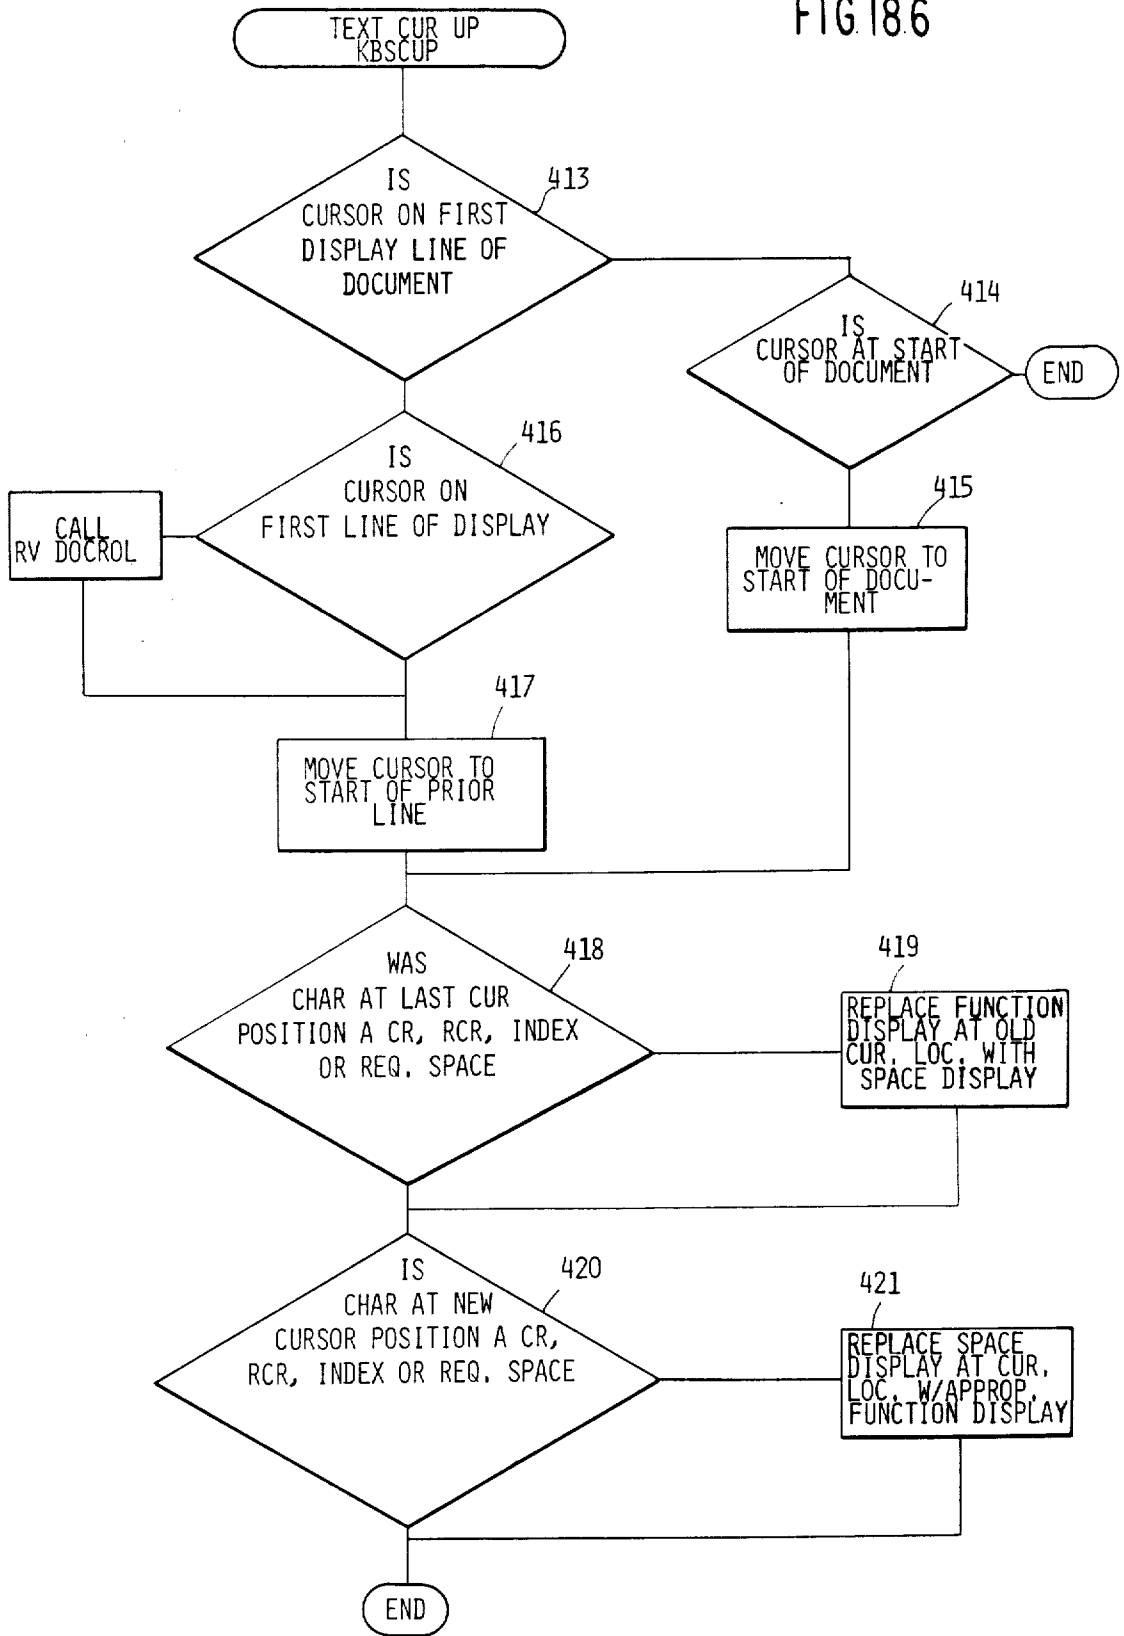 FIG.18.6
TEXT CUR UP
KBSCUP
IS
CURSOR ON FIRST
DISPLAY LINE OF
DOCUMENT
413
IS
CURSOR AT START
OF DOCUMENT
414
END
IS
CURSOR ON
FIRST LINE OF DISPLAY
416
CALL
RV DOCROL
415
MOVE CURSOR TO
START OF DOCU-
MENT
417
MOVE CURSOR TO
START OF PRIOR
LINE
WAS
CHAR AT LAST CUR
POSITION A CR, RCR, INDEX
OR REQ. SPACE
418
419
REPLACE FUNCTION
DISPLAY AT OLD
CUR. LOC. WITH
SPACE DISPLAY
IS
CHAR AT NEW
CURSOR POSITION A CR,
RCR, INDEX OR REQ. SPACE
420
421
REPLACE SPACE
DISPLAY AT CUR.
LOC. W/APPROP.
FUNCTION DISPLAY
END